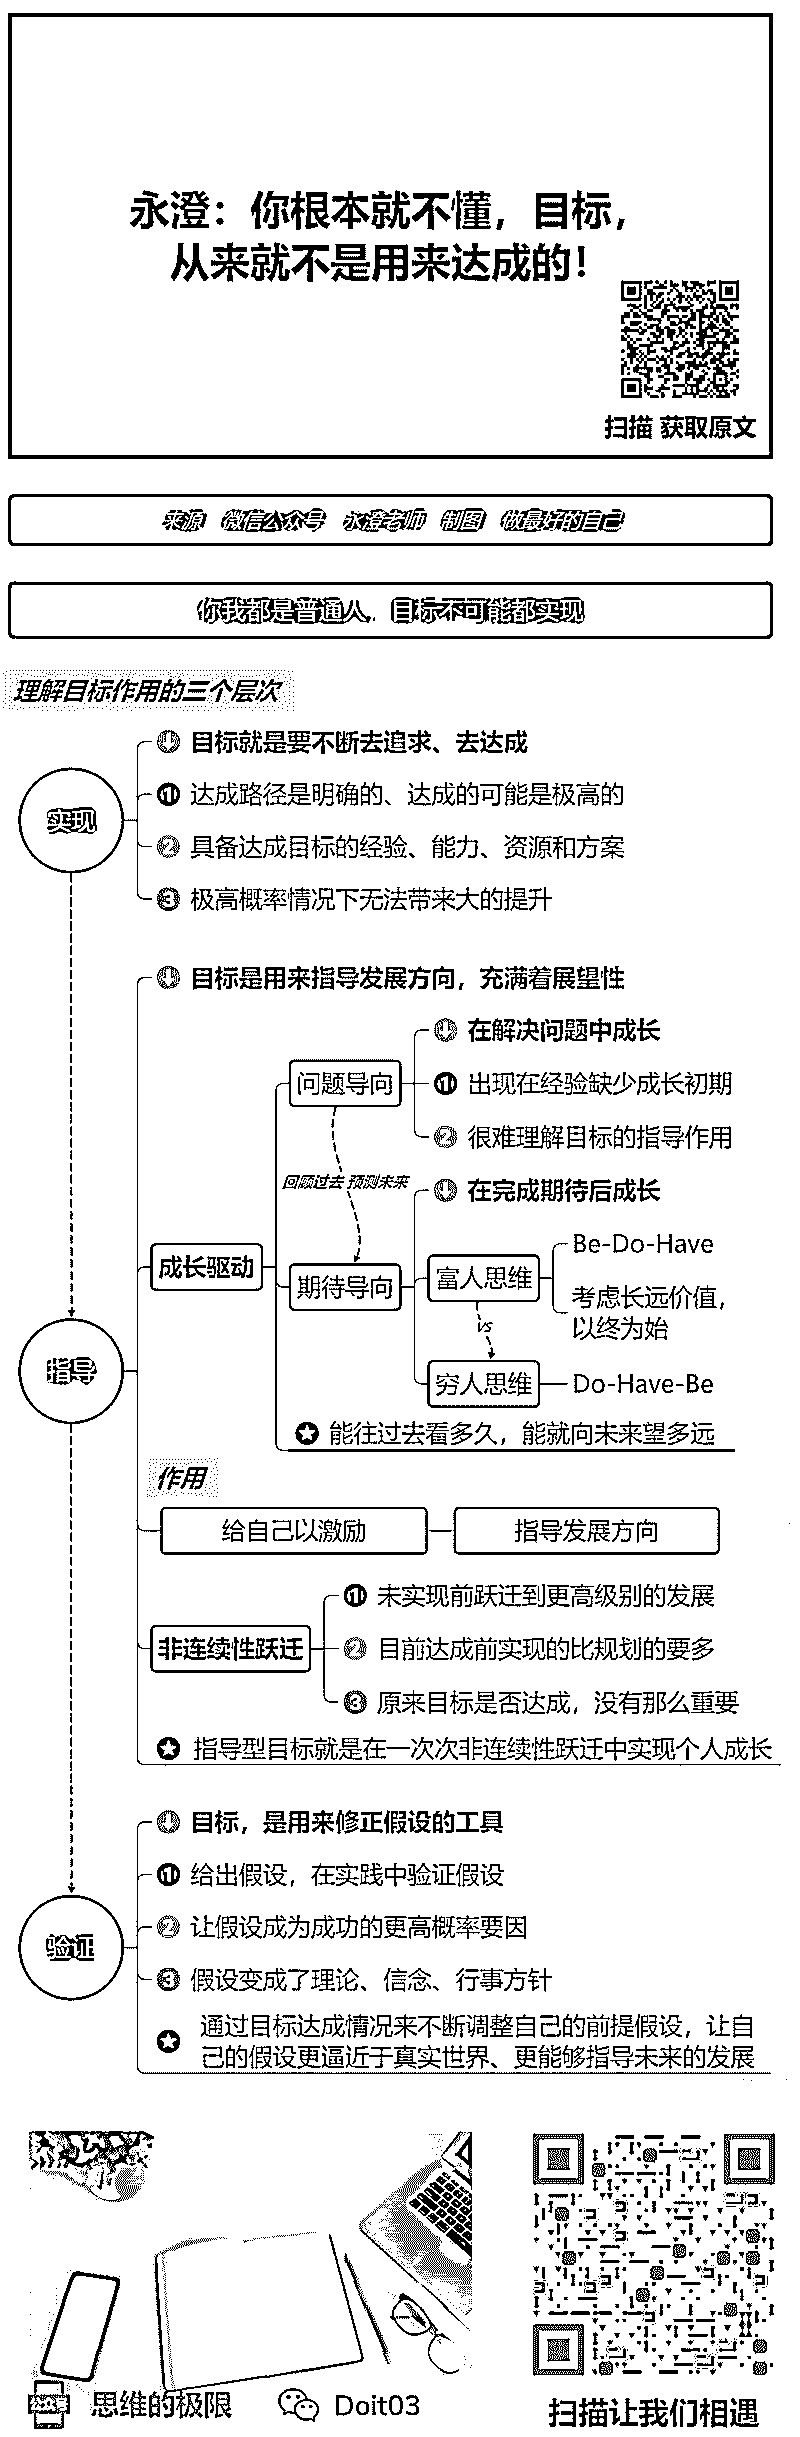 永澄：你根本就不懂，目标，
从来就不是用来达成的！
扫描 获取原文
来源 微信公众号 永澄老师 制图 做最好的自己
你我都是普通人，目标不可能都实现
理解目标作用的三个层次
实现
目标就是要不断去追求、去达成
1 达成路径是明确的、达成的可能是极高的
2 具备达成目标的经验、能力、资源和方案
3 极高概率情况下无法带来大的提升
指导
目标是用来指导发展方向，充满着展望性
成长驱动
问题导向
在解决问题中成长
1 出现在经验缺少成长初期
2 很难理解目标的指导作用
回顾过去 预测未来
期待导向
在完成期待后成长
富人思维
Be-Do-Have
考虑长远价值，
以终为始
VS
穷人思维
Do-Have-Be
能往过去看多久，能就向未来望多远
作用
给自己以激励
指导发展方向
非连续性跃迁
1 未实现前跃迁到更高级别的发展
2 目前达成前实现的比规划的要多
3 原来目标是否达成，没有那么重要
指导型目标就是在一次次非连续性跃迁中实现个人成长
验证
目标，是用来修正假设的工具
1 给出假设，在实践中验证假设
2 让假设成为成功的更高概率要因
3 假设变成了理论、信念、行事方针
通过目标达成情况来不断调整自己的前提假设，让自
己的假设更逼近于真实世界、更能够指导未来的发展
思维的极限
Doit03
扫描让我们相遇